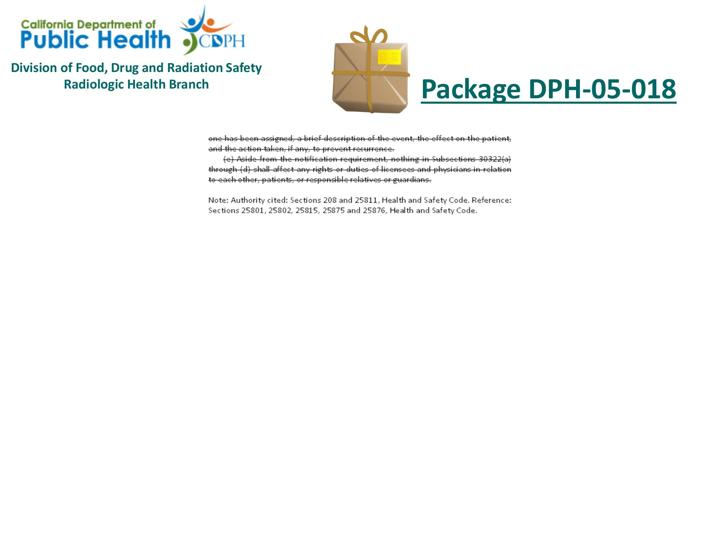 California Department of
Public Health
CDPH
Division of Food, Drug and Radiation Safety
Radiologic Health Branch
Package DPH-05-018
one has been assigned, a brief description of the event, the effect on the patient,
and the action taken, if any, to prevent recurrence.
(e) Aside from the notification requirement, nothing in Subsections 30322(a)
through (d) shall affect any rights or duties of licensees and physicians in relation
to each other, patients, or responsible relatives or guardians.
Note: Authority cited: Sections 208 and 25811, Health and Safety Code. Reference:
Sections 25801, 25802, 25815, 25875 and 25876, Health and Safety Code.